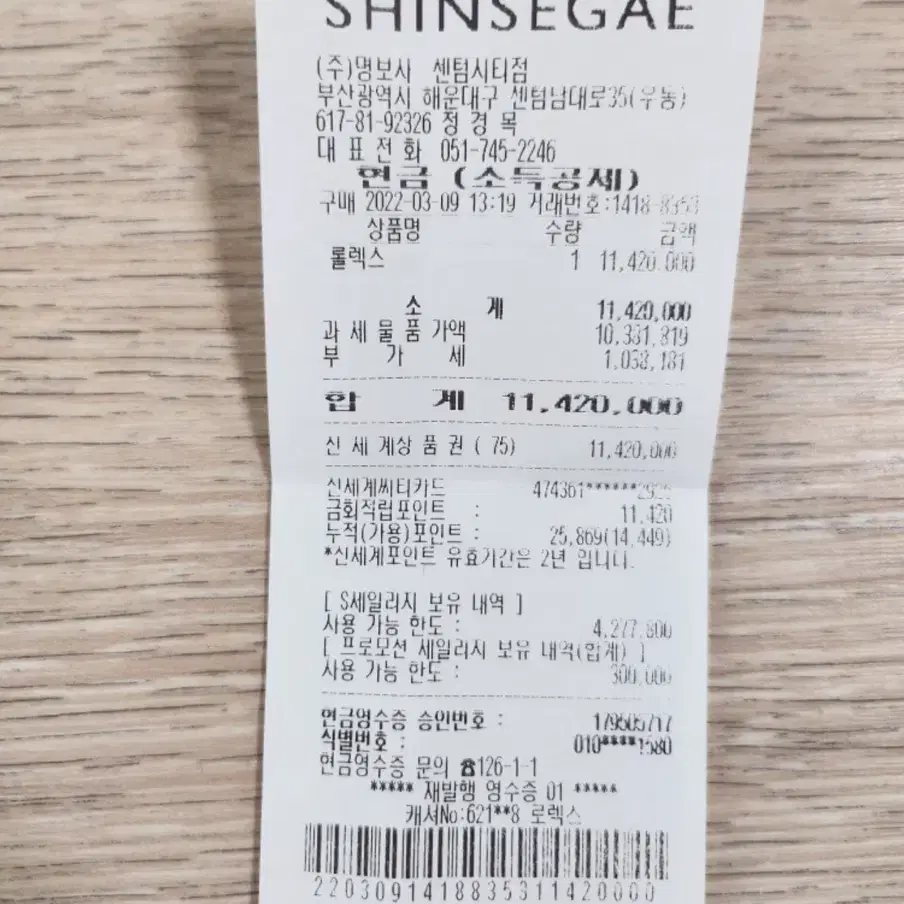 SHINSEGAE
(주)명보사 센텀시티점
부산광역시 해운대구 센텀남대로35(우동)
617-81-92326 정경목
대표전화 051-745-2246
현금(소득공제)
구매 2022-03-09 13:19 거래번호:1418-8353
상품명 수량 금액
롤렉스 1 11,420,000
소 계 11,420,000
과세물품가액 10,381,819
부 가 세 1,038,181
합 계 11,420,000
신세계상품권(75) 11,420,000
신세계씨티카드 474361******2925
금회적립포인트 : 11,420
누적(가용)포인트 : 25,869(14,449)
*신세계포인트 유효기간은 2년 입니다.
[ S세일리지 보유 내역 ]
사용 가능 한도 : 4,277,800
[ 프로모션 세일리지 보유 내역(합계) ]
사용 가능 한도 : 300,000
현금영수증 승인번호 : 179505717
식별번호 : 010****1580
현금영수증 문의 ☎126-1-1
***** 재발행 영수증 01 *****
캐셔No:621**8 로렉스
2203091418835311420000